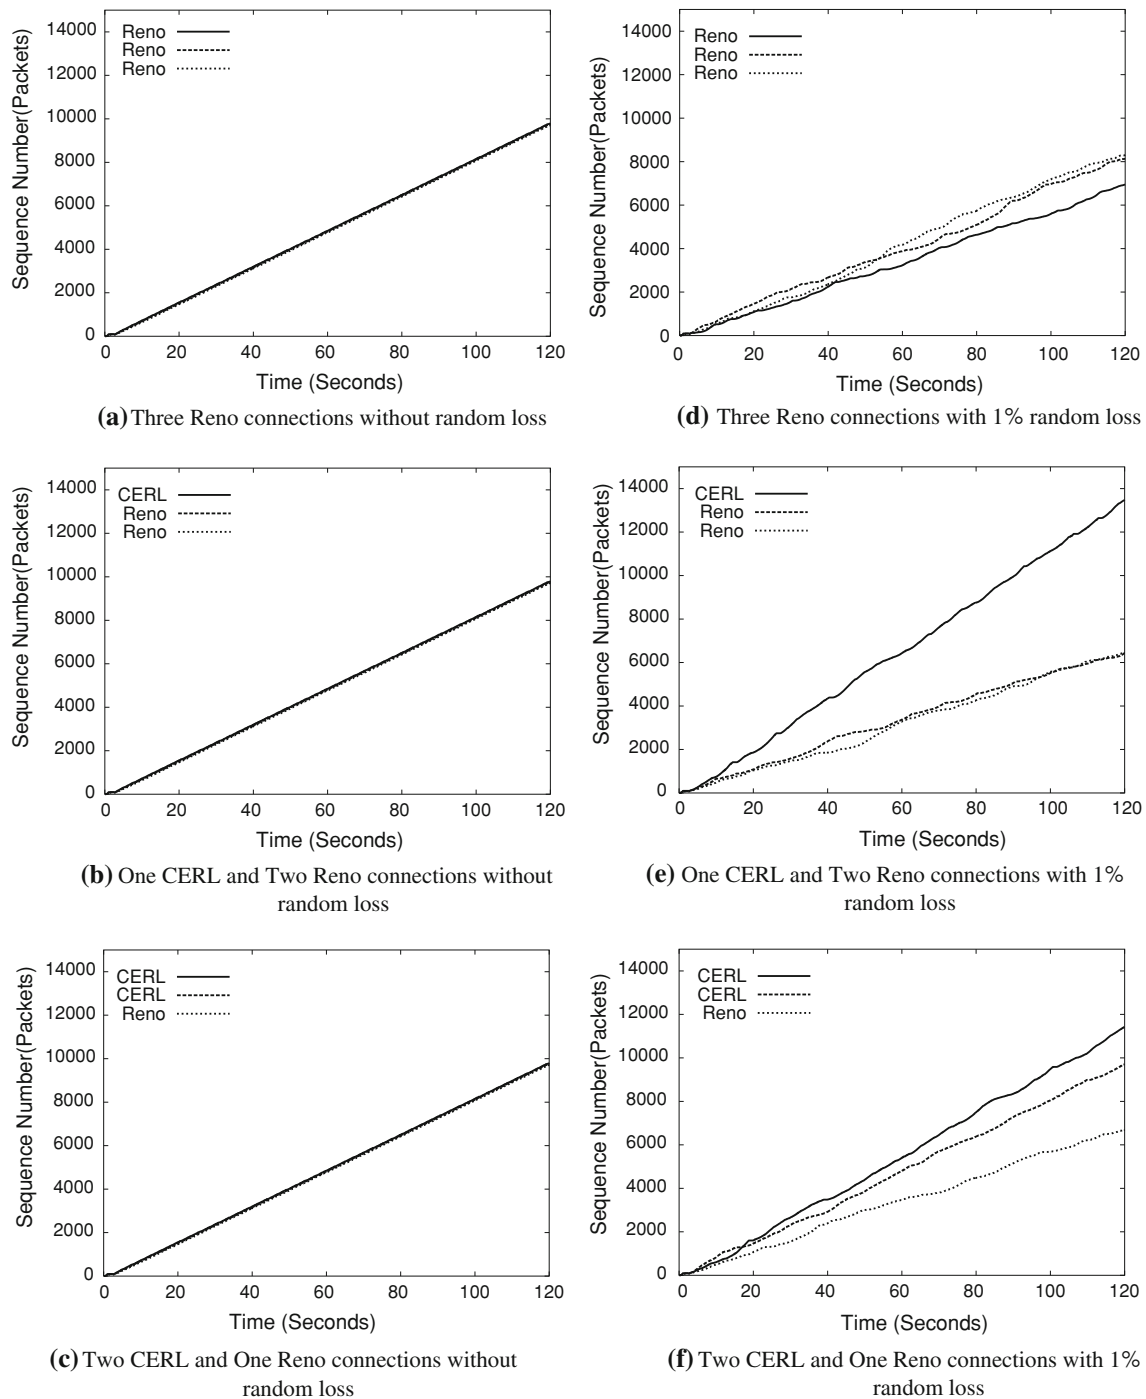 Sequence Number(Packets)
14000
12000
10000
8000
6000
4000
2000
0
Reno
Reno
Reno
0 20 40 60 80 100 120
Time (Seconds)
(a) Three Reno connections without random loss
Sequence Number(Packets)
14000
12000
10000
8000
6000
4000
2000
0
Reno
Reno
Reno
0 20 40 60 80 100 120
Time (Seconds)
(d) Three Reno connections with 1% random loss
Sequence Number(Packets)
14000
12000
10000
8000
6000
4000
2000
0
CERL
Reno
Reno
0 20 40 60 80 100 120
Time (Seconds)
(b) One CERL and Two Reno connections without
random loss
Sequence Number(Packets)
14000
12000
10000
8000
6000
4000
2000
0
CERL
Reno
Reno
0 20 40 60 80 100 120
Time (Seconds)
(e) One CERL and Two Reno connections with 1%
random loss
Sequence Number(Packets)
14000
12000
10000
8000
6000
4000
2000
0
CERL
CERL
Reno
0 20 40 60 80 100 120
Time (Seconds)
(c) Two CERL and One Reno connections without
random loss
Sequence Number(Packets)
14000
12000
10000
8000
6000
4000
2000
0
CERL
CERL
Reno
0 20 40 60 80 100 120
Time (Seconds)
(f) Two CERL and One Reno connections with 1%
random loss